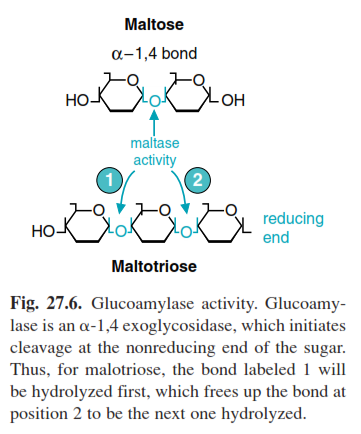 Maltose
α–1,4 bond
O
O
HO
O
OH
maltase
activity
1
2
O
O
O
reducing
end
HO
O
O
Maltotriose
Fig. 27.6. Glucoamylase activity. Glucoamy-
lase is an α-1,4 exoglycosidase, which initiates
cleavage at the nonreducing end of the sugar.
Thus, for malotriose, the bond labeled 1 will
be hydrolyzed first, which frees up the bond at
position 2 to be the next one hydrolyzed.